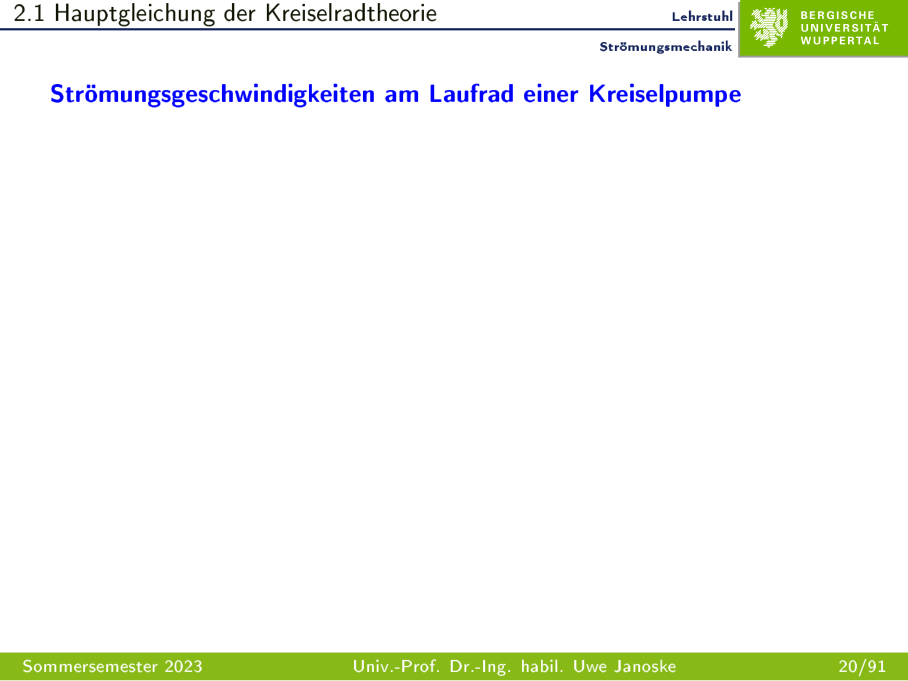 2.1 Hauptgleichung der Kreiselradtheorie
Lehrstuhl
Strömungsmechanik
BERGISCHE
UNIVERSITÄT
WUPPERTAL
Strömungsgeschwindigkeiten am Laufrad einer Kreiselpumpe
Sommersemester 2023
Univ.-Prof. Dr.-Ing. habil. Uwe Janoske
20/91